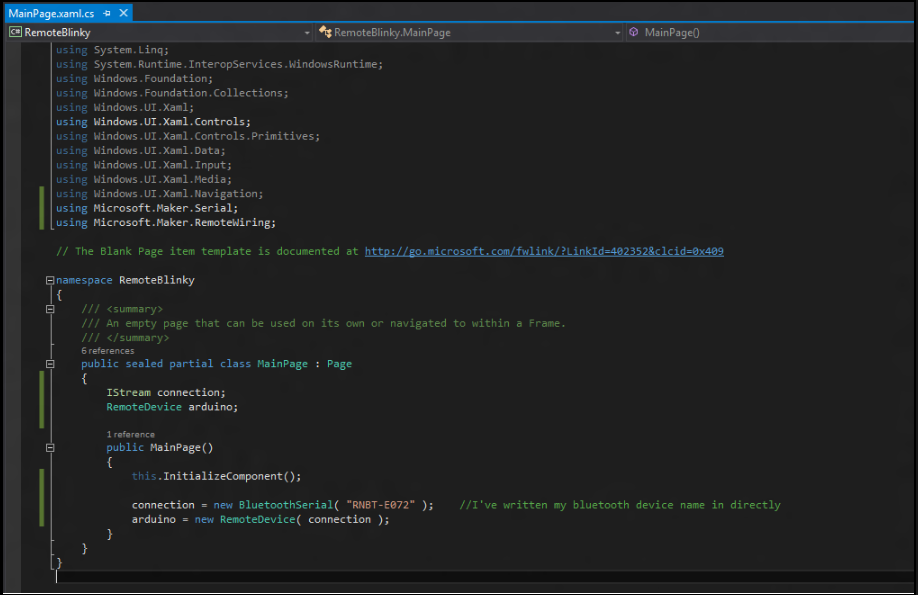 MainPage.xaml.cs
RemoteBlinky RemoteBlinky.MainPage MainPage()
using System.Linq;
using System.Runtime.InteropServices.WindowsRuntime;
using Windows.Foundation;
using Windows.Foundation.Collections;
using Windows.UI.Xaml;
using Windows.UI.Xaml.Controls;
using Windows.UI.Xaml.Controls.Primitives;
using Windows.UI.Xaml.Data;
using Windows.UI.Xaml.Input;
using Windows.UI.Xaml.Media;
using Windows.UI.Xaml.Navigation;
using Microsoft.Maker.Serial;
using Microsoft.Maker.RemoteWiring;
// The Blank Page item template is documented at http://go.microsoft.com/fwlink/?LinkId=402352&clcid=0x409
namespace RemoteBlinky
{
/// <summary>
/// An empty page that can be used on its own or navigated to within a Frame.
/// </summary>
6 references
public sealed partial class MainPage : Page
{
IStream connection;
RemoteDevice arduino;
1 reference
public MainPage()
{
this.InitializeComponent();
connection = new BluetoothSerial( "RNBT-E072" ); //I've written my bluetooth device name in directly
arduino = new RemoteDevice( connection );
}
}
}